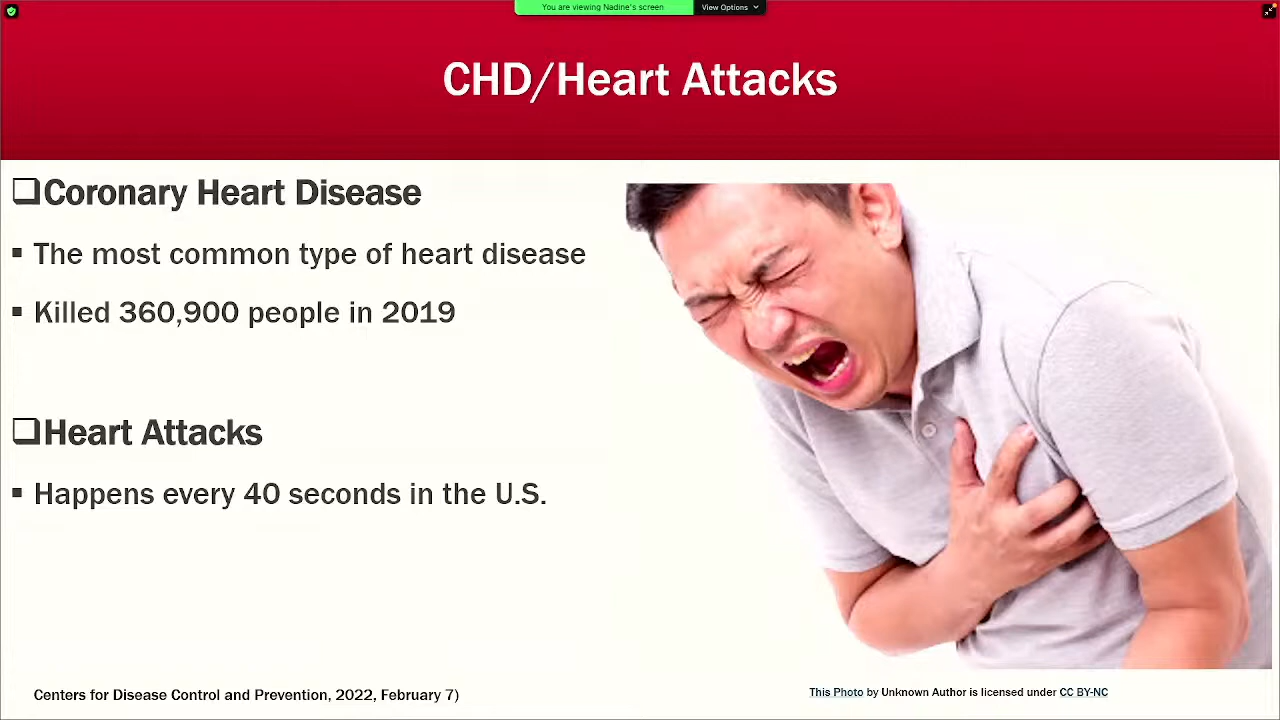 You are viewing Nadine's screen
View Options
CHD/Heart Attacks
Coronary Heart Disease
The most common type of heart disease
Killed 360,900 people in 2019
Heart Attacks
Happens every 40 seconds in the U.S.
Centers for Disease Control and Prevention, 2022, February 7)
This Photo by Unknown Author is licensed under CC BY-NC